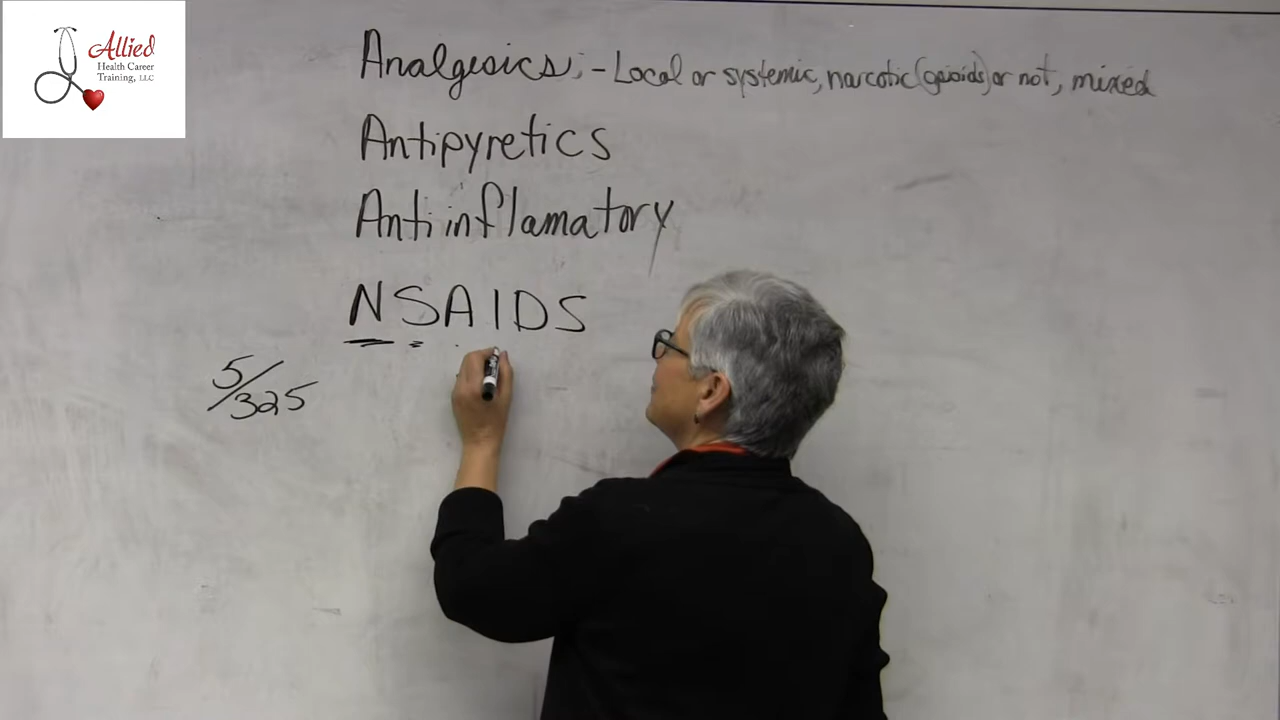 Allied
Health Career
Training, LLC
Analgesics; - Local or systemic, narcotic (opioids) or not, mixed
Antipyretics
Antiinflamatory
NSAIDS
5/325